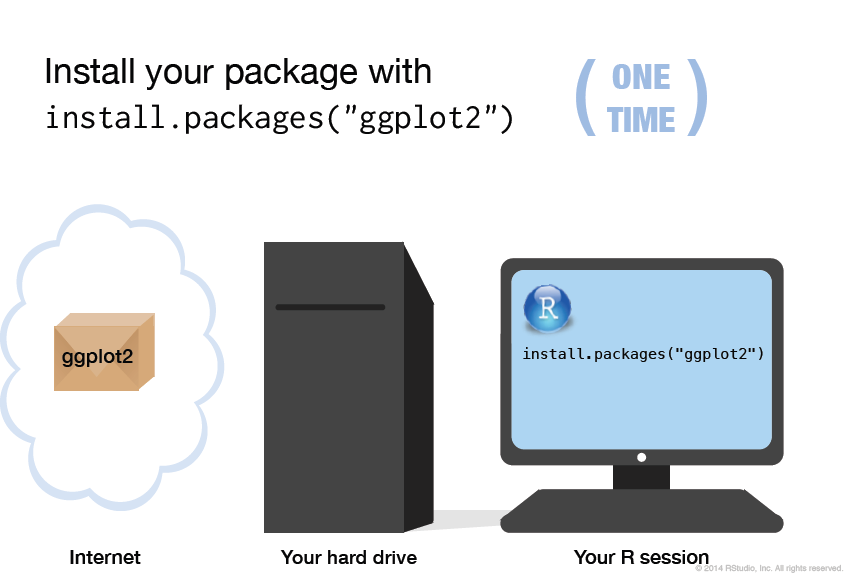 Install your package with
install.packages("ggplot2")
( ONE
TIME )
ggplot2
R
install.packages("ggplot2")
Internet
Your hard drive
Your R session
© 2014 RStudio, Inc. All rights reserved.